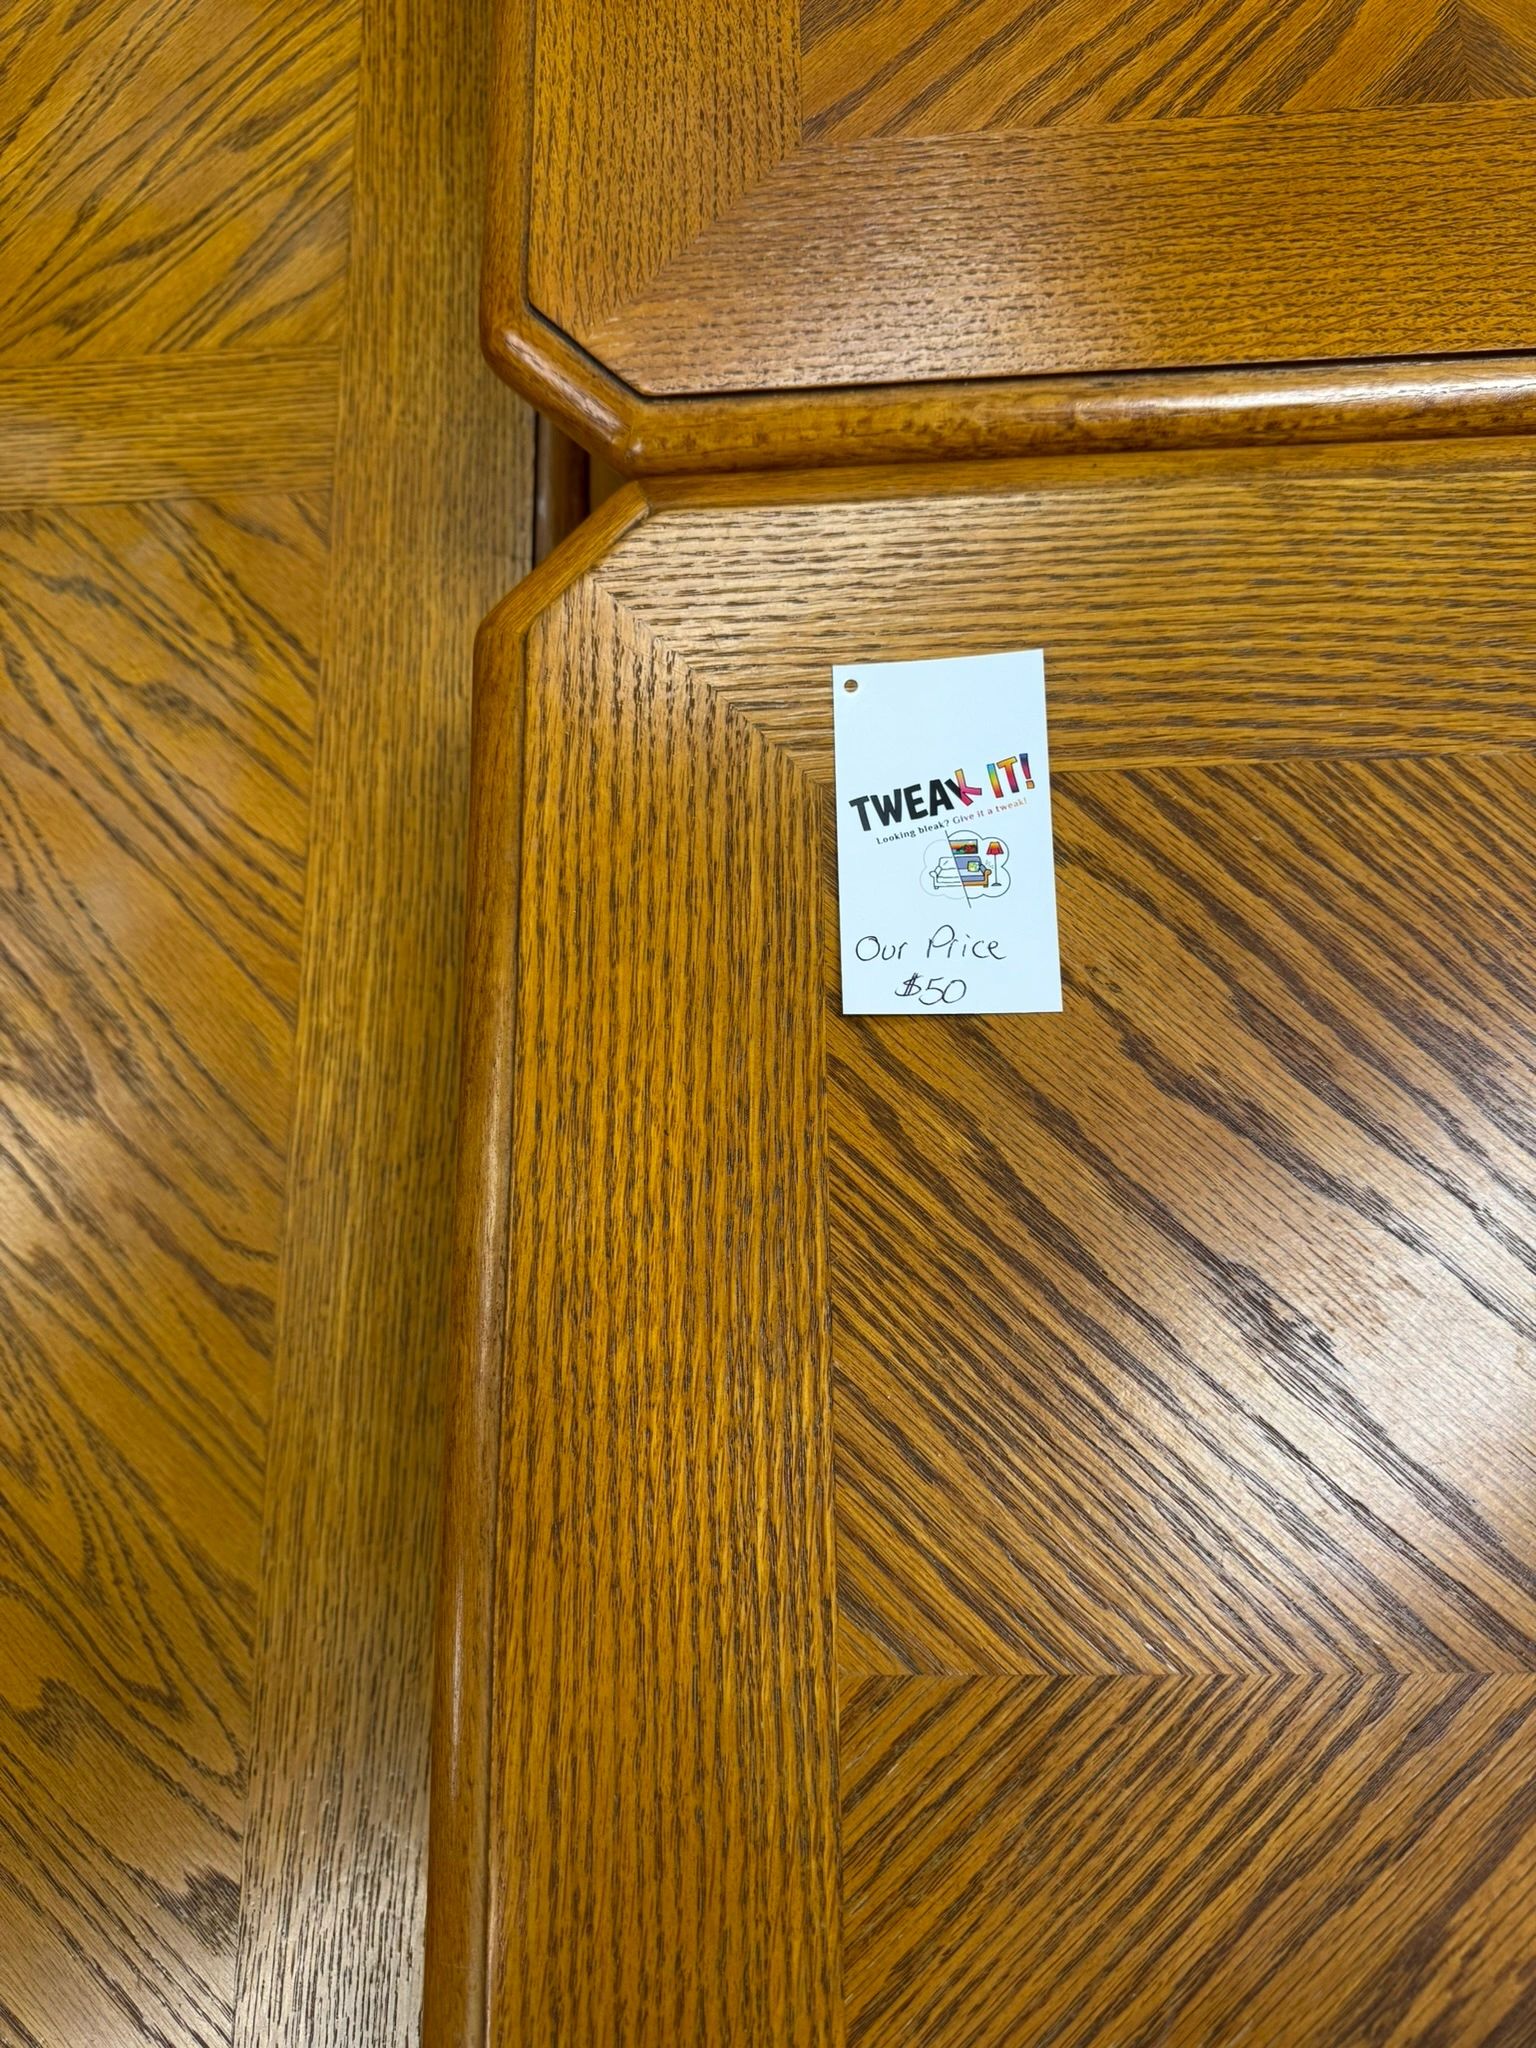 TWEAK IT!
Looking bleak? Give it a tweak!
Our Price
$50